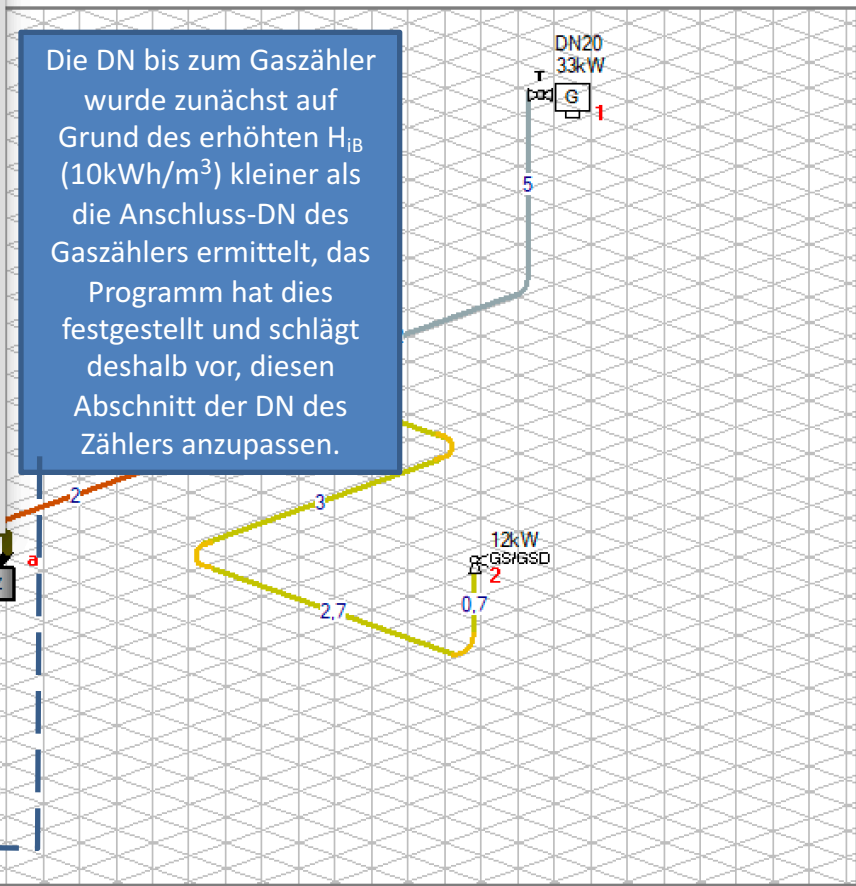 Die DN bis zum Gaszähler
wurde zunächst auf
Grund des erhöhten HiB
(10kWh/m³) kleiner als
die Anschluss-DN des
Gaszählers ermittelt, das
Programm hat dies
festgestellt und schlägt
deshalb vor, diesen
Abschnitt der DN des
Zählers anzupassen.
DN20
33kW
T
G
1
5
2
3
a
12kW
GS/GSD
2
2,7
0,7